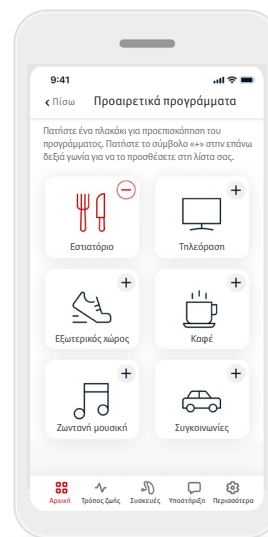 9:41
Πίσω Προαιρετικά προγράμματα
Πατήστε ένα πλακάκι για προεπισκόπηση του
προγράμματος. Πατήστε το σύμβολο «+» στην επάνω
δεξιά γωνία για να το προσθέσετε στη λίστα σας.
Εστιατόριο Τηλεόραση
Εξωτερικός χώρος Καφέ
Ζωντανή μουσική Συγκοινωνίες
Αρχική Τρόπος ζωής Συσκευές Υποστήριξη Περισσότερα